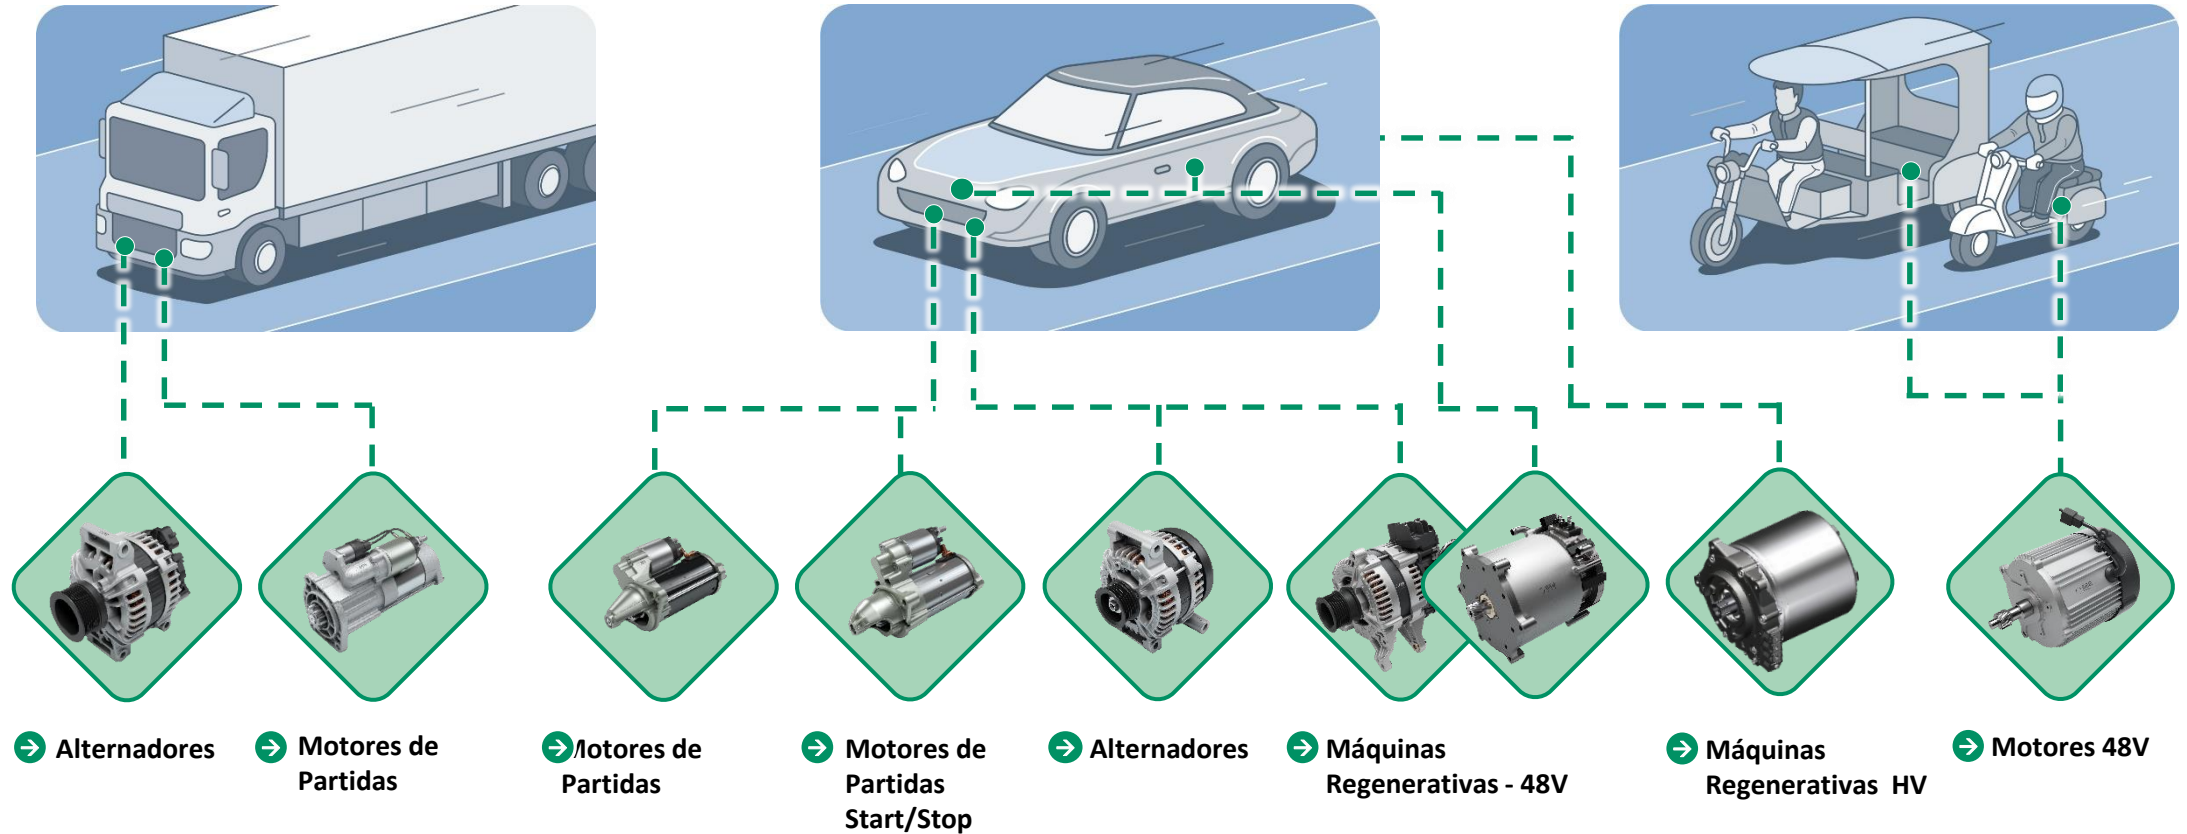 Alternadores
Motores de
Partidas
Motores de
Partidas
Motores de
Partidas
Start/Stop
Alternadores
Máquinas
Regenerativas - 48V
Máquinas
Regenerativas HV
Motores 48V